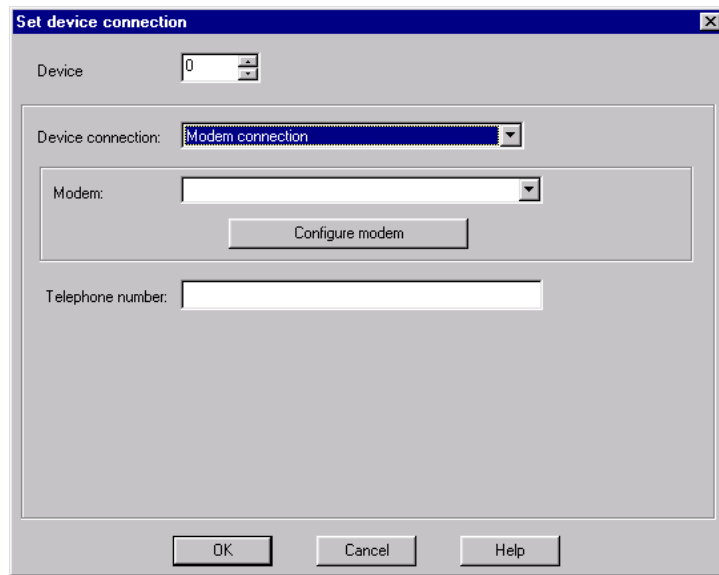 Set device connection
Device 0
Device connection: Modem connection
Modem:
Configure modem
Telephone number:
OK Cancel Help